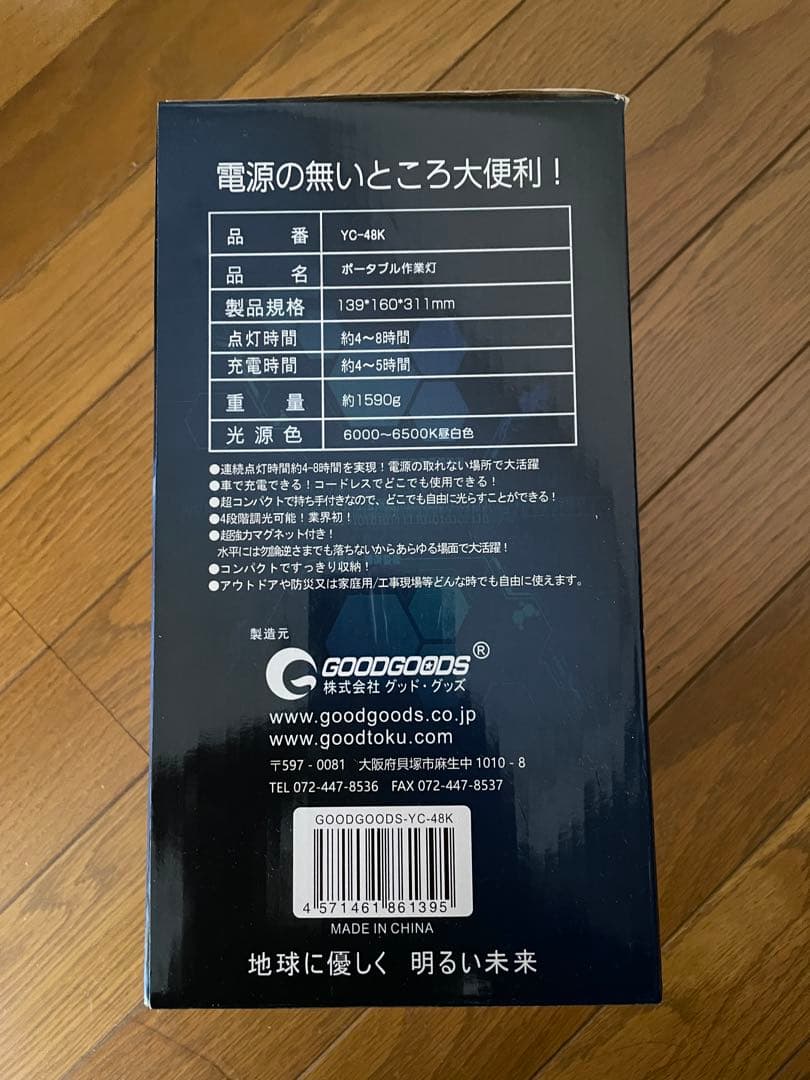 電源の無いところ大便利！
品番 YC-48K
品名 ポータブル作業灯
製品規格 139*160*311mm
点灯時間 約4〜8時間
充電時間 約4〜5時間
重量 約1590g
光源色 6000〜6500K昼白色
●連続点灯時間約4-8時間を実現！電源の取れない場所で大活躍
●車で充電できる！コードレスでどこでも使用できる！
●超コンパクトで持ち手付きなので、どこでも自由に光らすことができる！
●4段階調光可能！業界初！
●超強力マグネット付き！
水平には勿論逆さまでも落ちないからあらゆる場面で大活躍！
●コンパクトですっきり収納！
●アウトドアや防災又は家庭用/工事現場等どんな時でも自由に使えます。
製造元
GOODGOODS®
株式会社 グッド・グッズ
www.goodgoods.co.jp
www.goodtoku.com
〒597-0081 大阪府貝塚市麻生中1010-8
TEL 072-447-8536 FAX 072-447-8537
GOODGOODS-YC-48K
4 571461 861395
MADE IN CHINA
地球に優しく 明るい未来